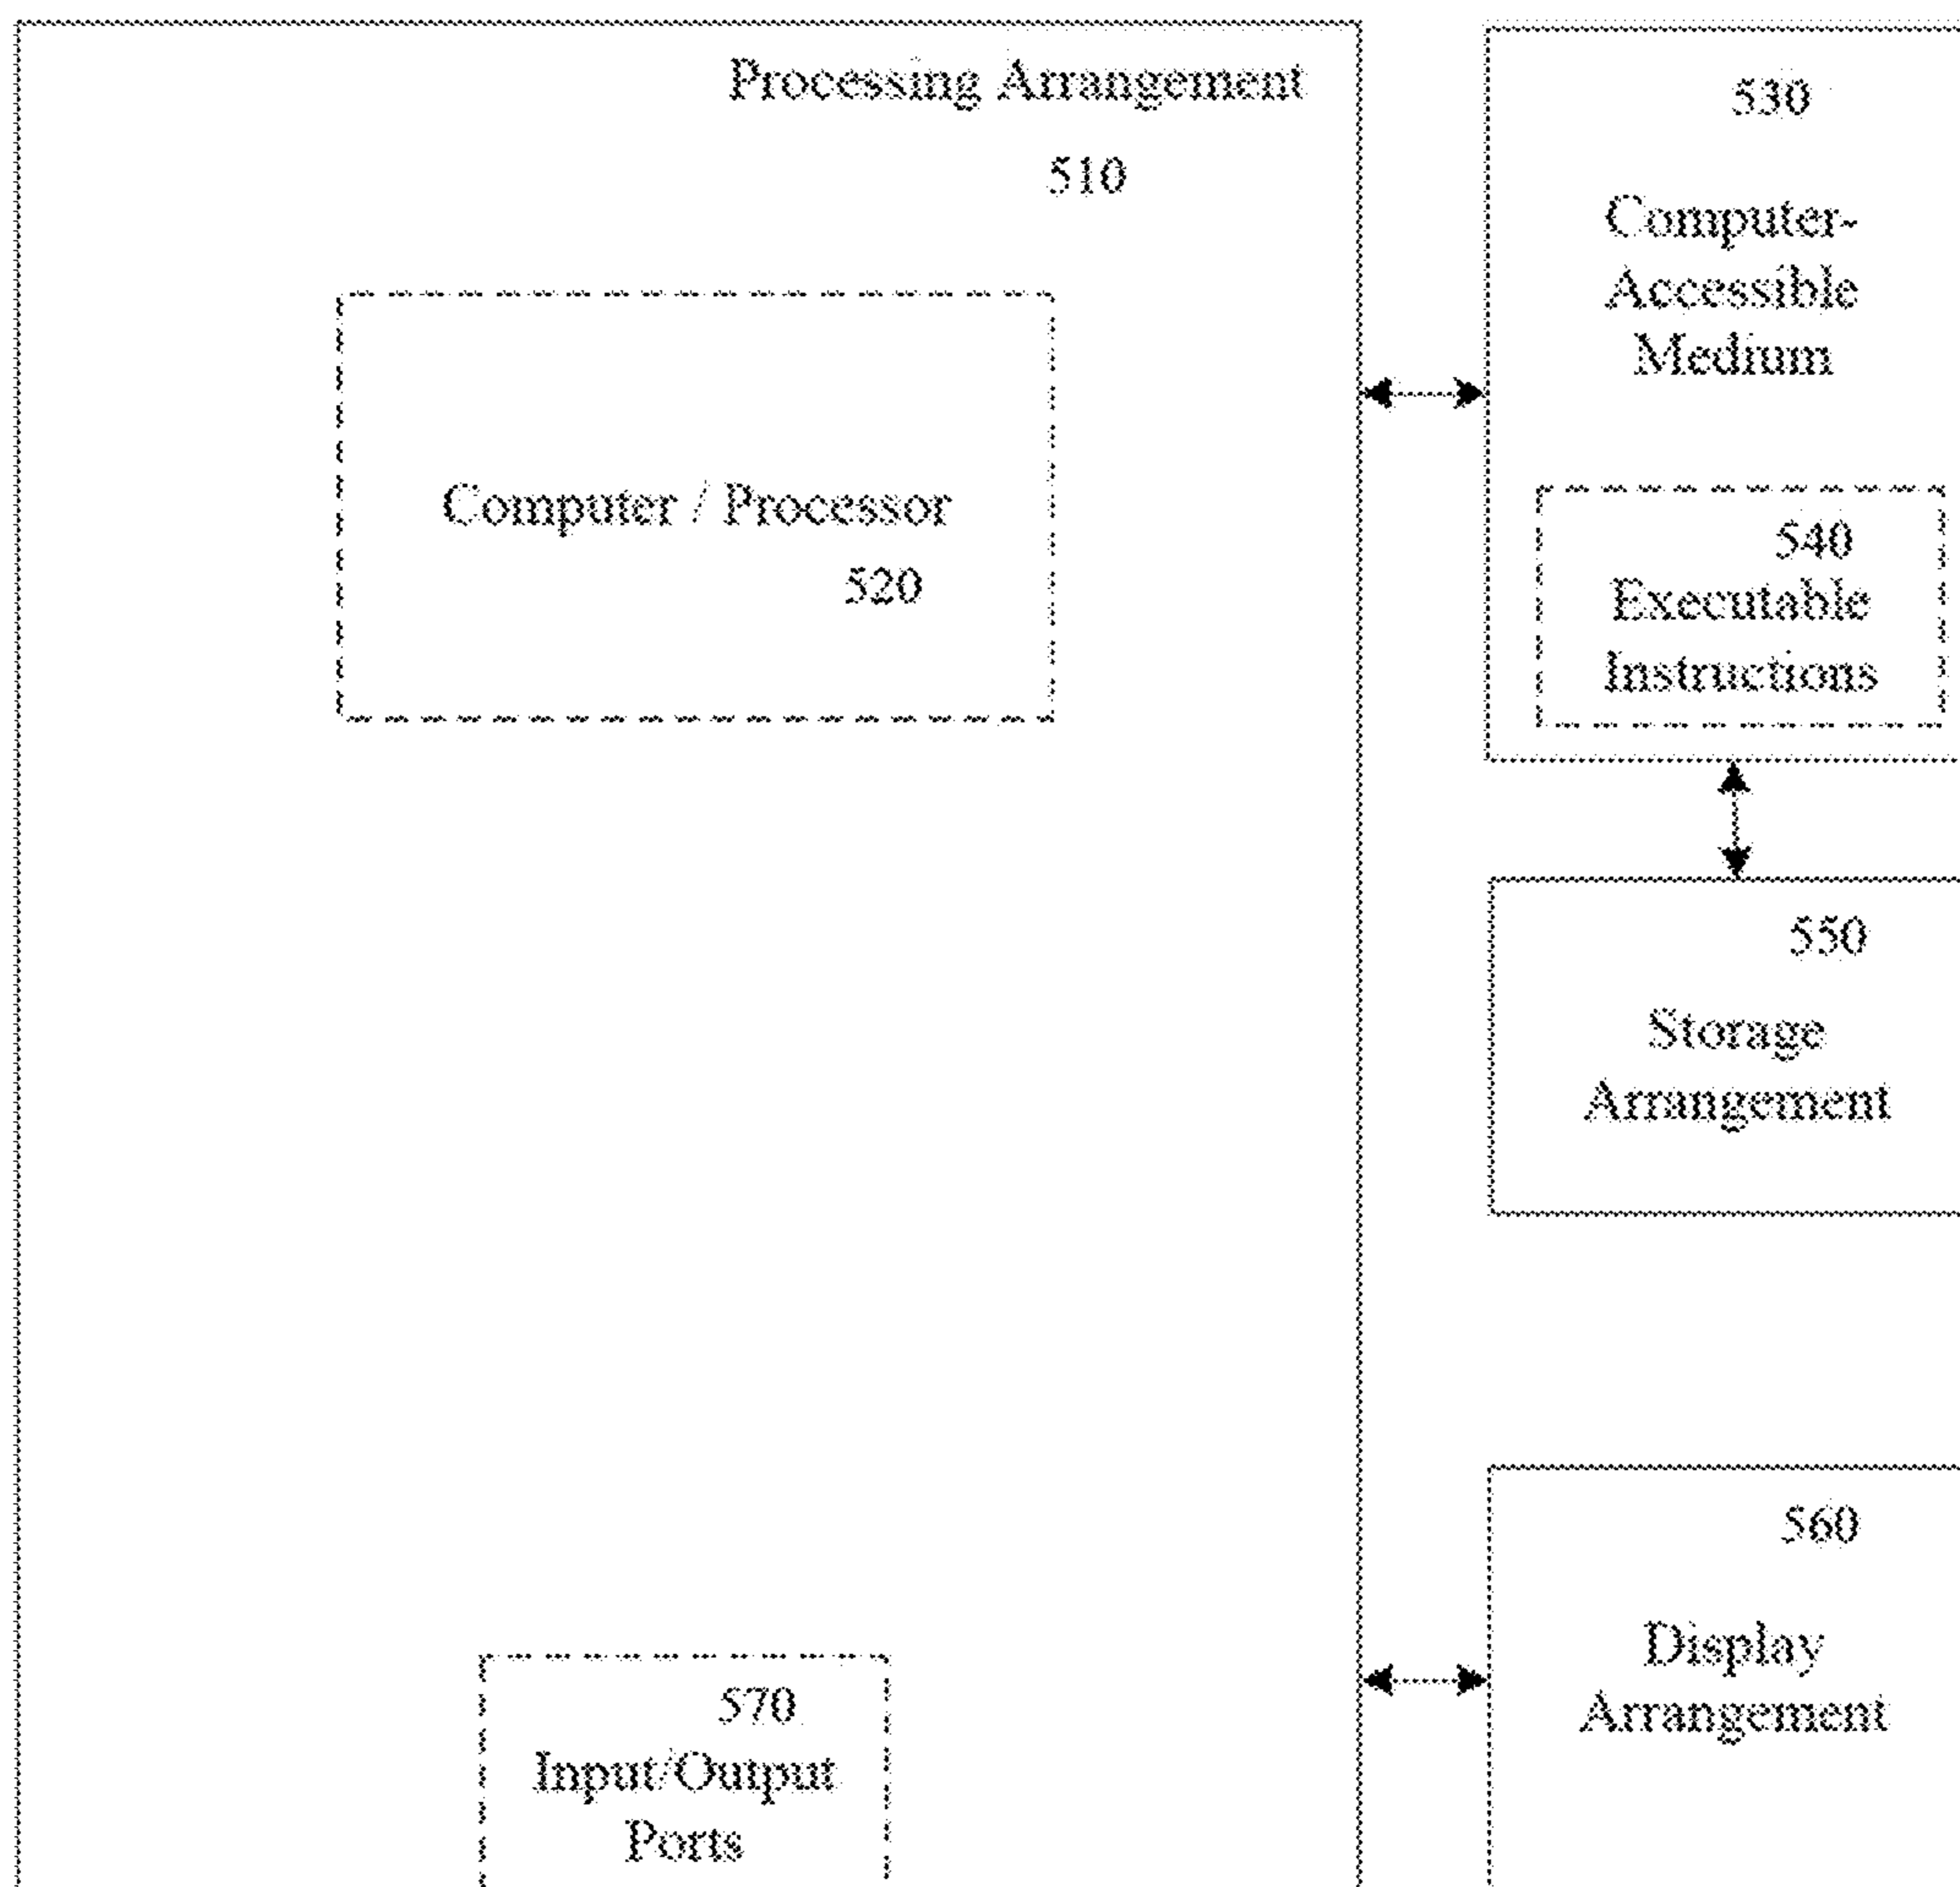 Processing Arrangement
510
Computer / Processor
520
530
Computer-
Accessible
Medium
540
Executable
Instructions
550
Storage
Arrangement
560
Display
Arrangement
570
Input/Output
Ports